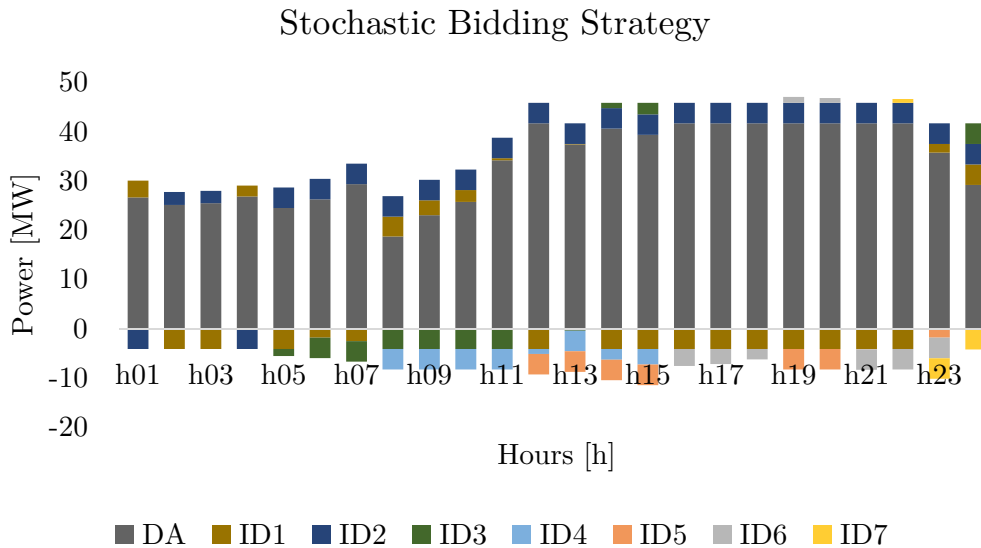 Stochastic Bidding Strategy
50
40
30
20
10
0
-10
-20
Power [MW]
h01 h03 h05 h07 h09 h11 h13 h15 h17 h19 h21 h23
Hours [h]
DA ID1 ID2 ID3 ID4 ID5 ID6 ID7